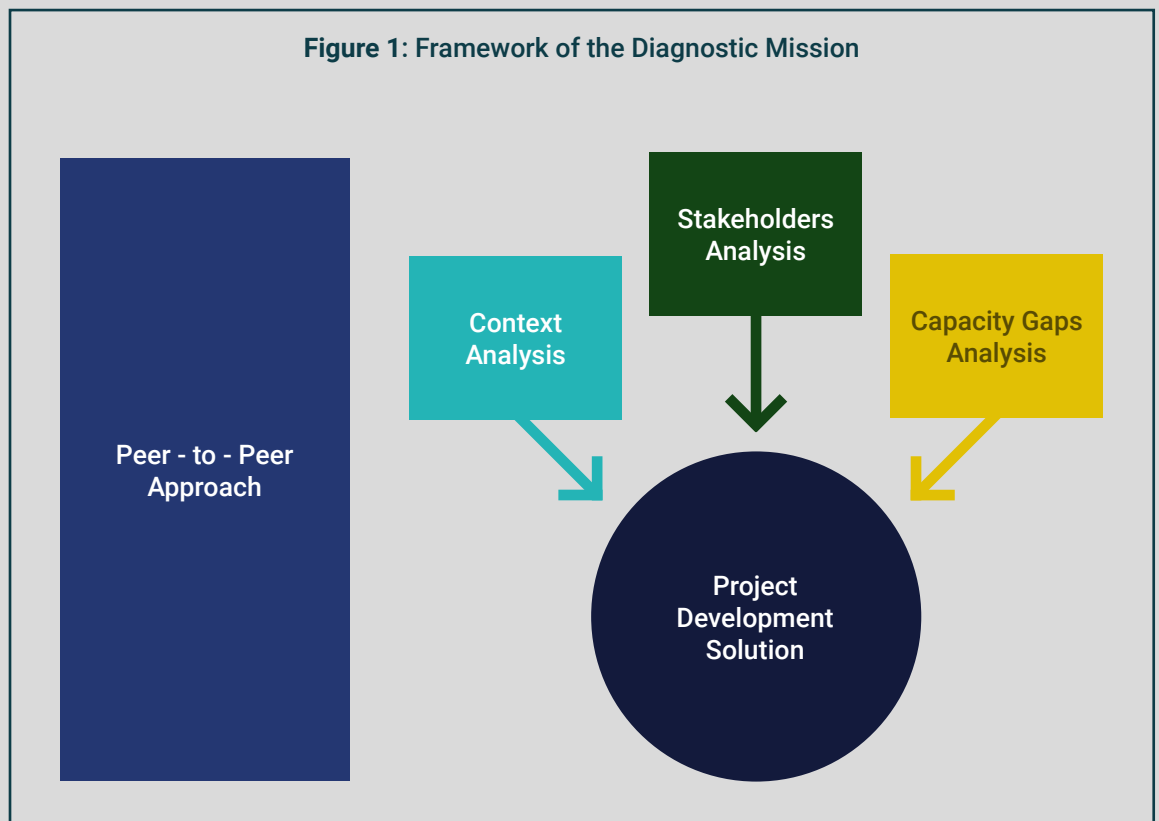 Figure 1: Framework of the Diagnostic Mission
Peer - to - Peer
Approach
Context
Analysis
Stakeholders
Analysis
Capacity Gaps
Analysis
Project
Development
Solution